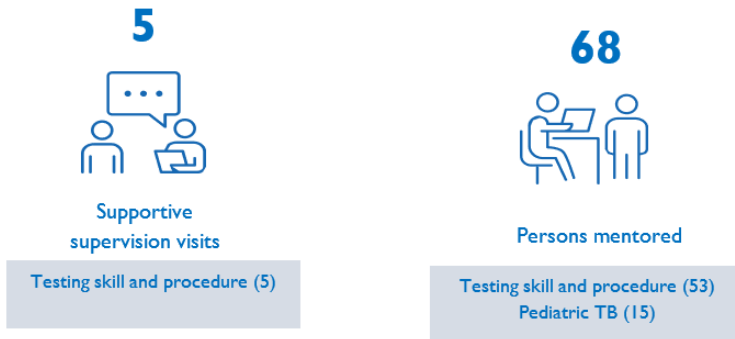 5
Supportive
supervision visits
Testing skill and procedure (5)
68
Persons mentored
Testing skill and procedure (53)
Pediatric TB (15)